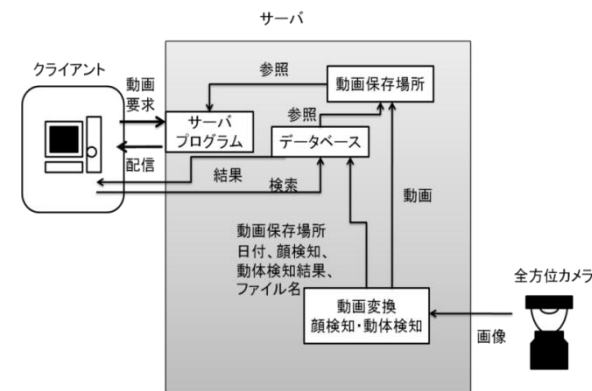 サーバ
クライアント
動画
要求
配信
サーバ
プログラム
参照
動画保存場所
参照
データベース
結果
検索
動画
動画保存場所
日付、顔検知、
動体検知結果、
ファイル名
動画変換
顔検知・動体検知
画像
全方位カメラ